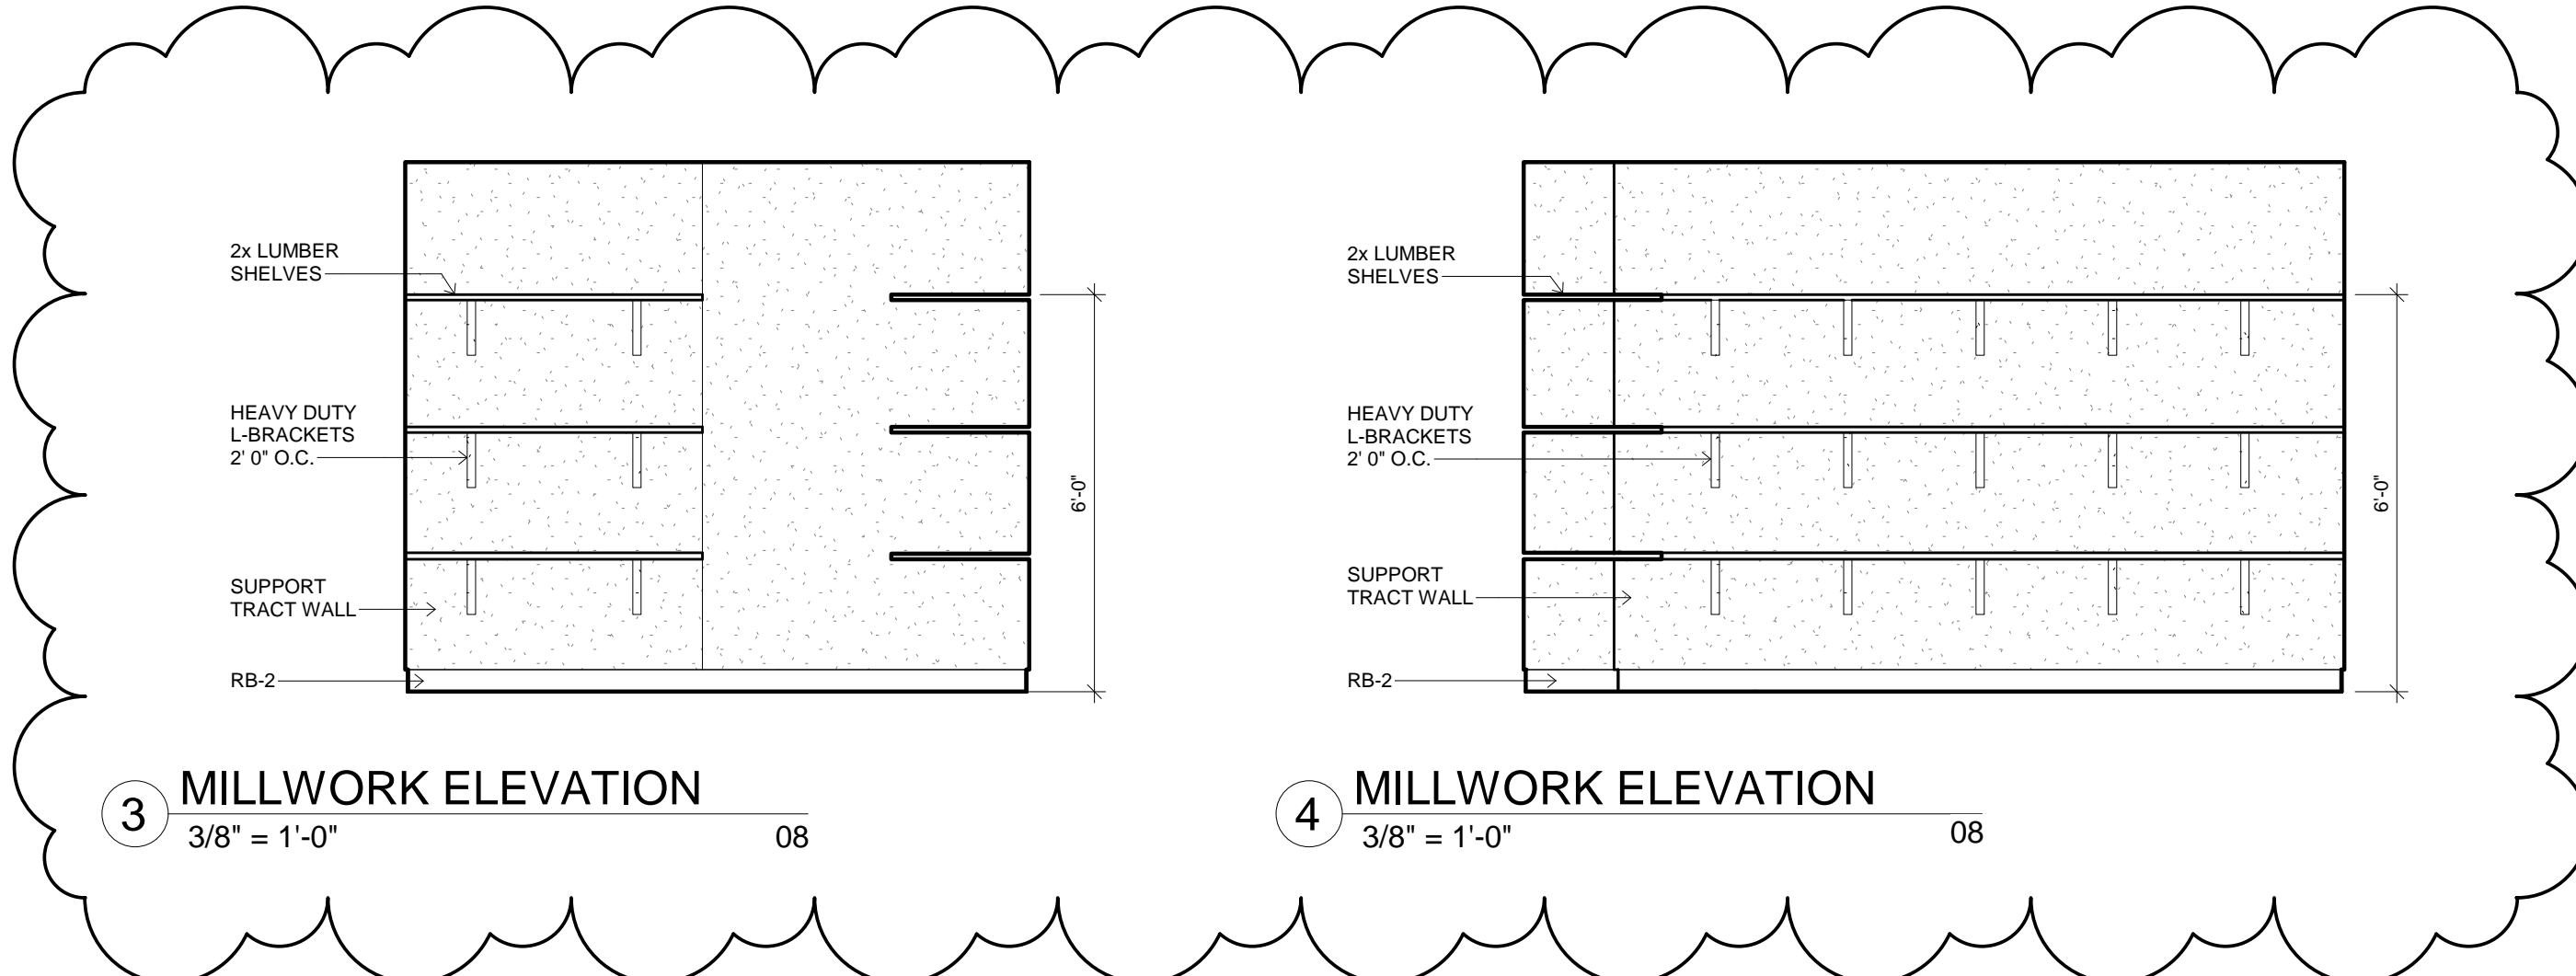 2x LUMBER
SHELVES
HEAVY DUTY
L-BRACKETS
2' 0" O.C.
SUPPORT
TRACT WALL
RB-2
6'-0"
3
MILLWORK ELEVATION
3/8" = 1'-0"
08
2x LUMBER
SHELVES
HEAVY DUTY
L-BRACKETS
2' 0" O.C.
SUPPORT
TRACT WALL
RB-2
6'-0"
4
MILLWORK ELEVATION
3/8" = 1'-0"
08